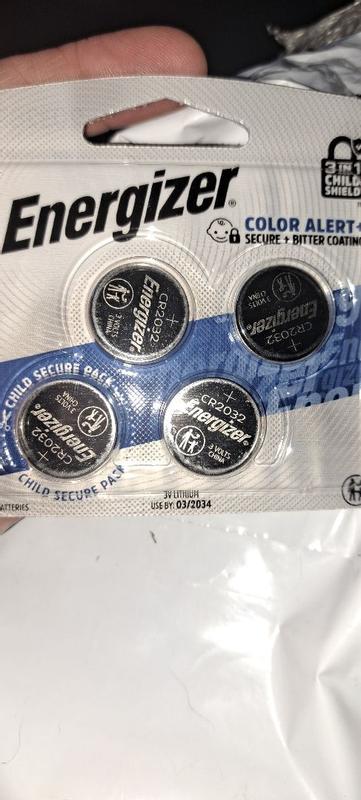 3 IN 1
CHILD
SHIELD
Energizer®
COLOR ALERT+
SECURE + BITTER COATING
+
CR2032
Energizer®
3 VOLTS
CHINA
+
CR2032
Energizer®
3 VOLTS
CHINA
CHILD SECURE PACK
+
CR2032
Energizer®
3 VOLTS
CHINA
+
CR2032
Energizer®
3 VOLTS
CHINA
CHILD SECURE PACK
3V LITHIUM
USE BY: 03/2034